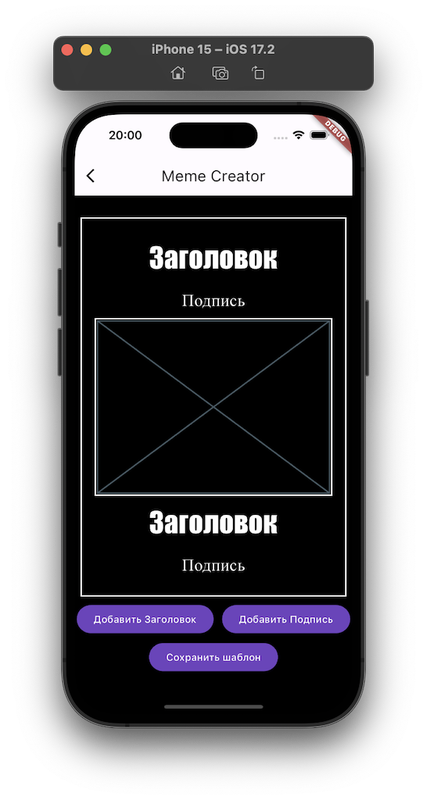 iPhone 15 – iOS 17.2
20:00
DEBUG
Meme Creator
Заголовок
Подпись
Заголовок
Подпись
Добавить Заголовок
Добавить Подпись
Сохранить шаблон